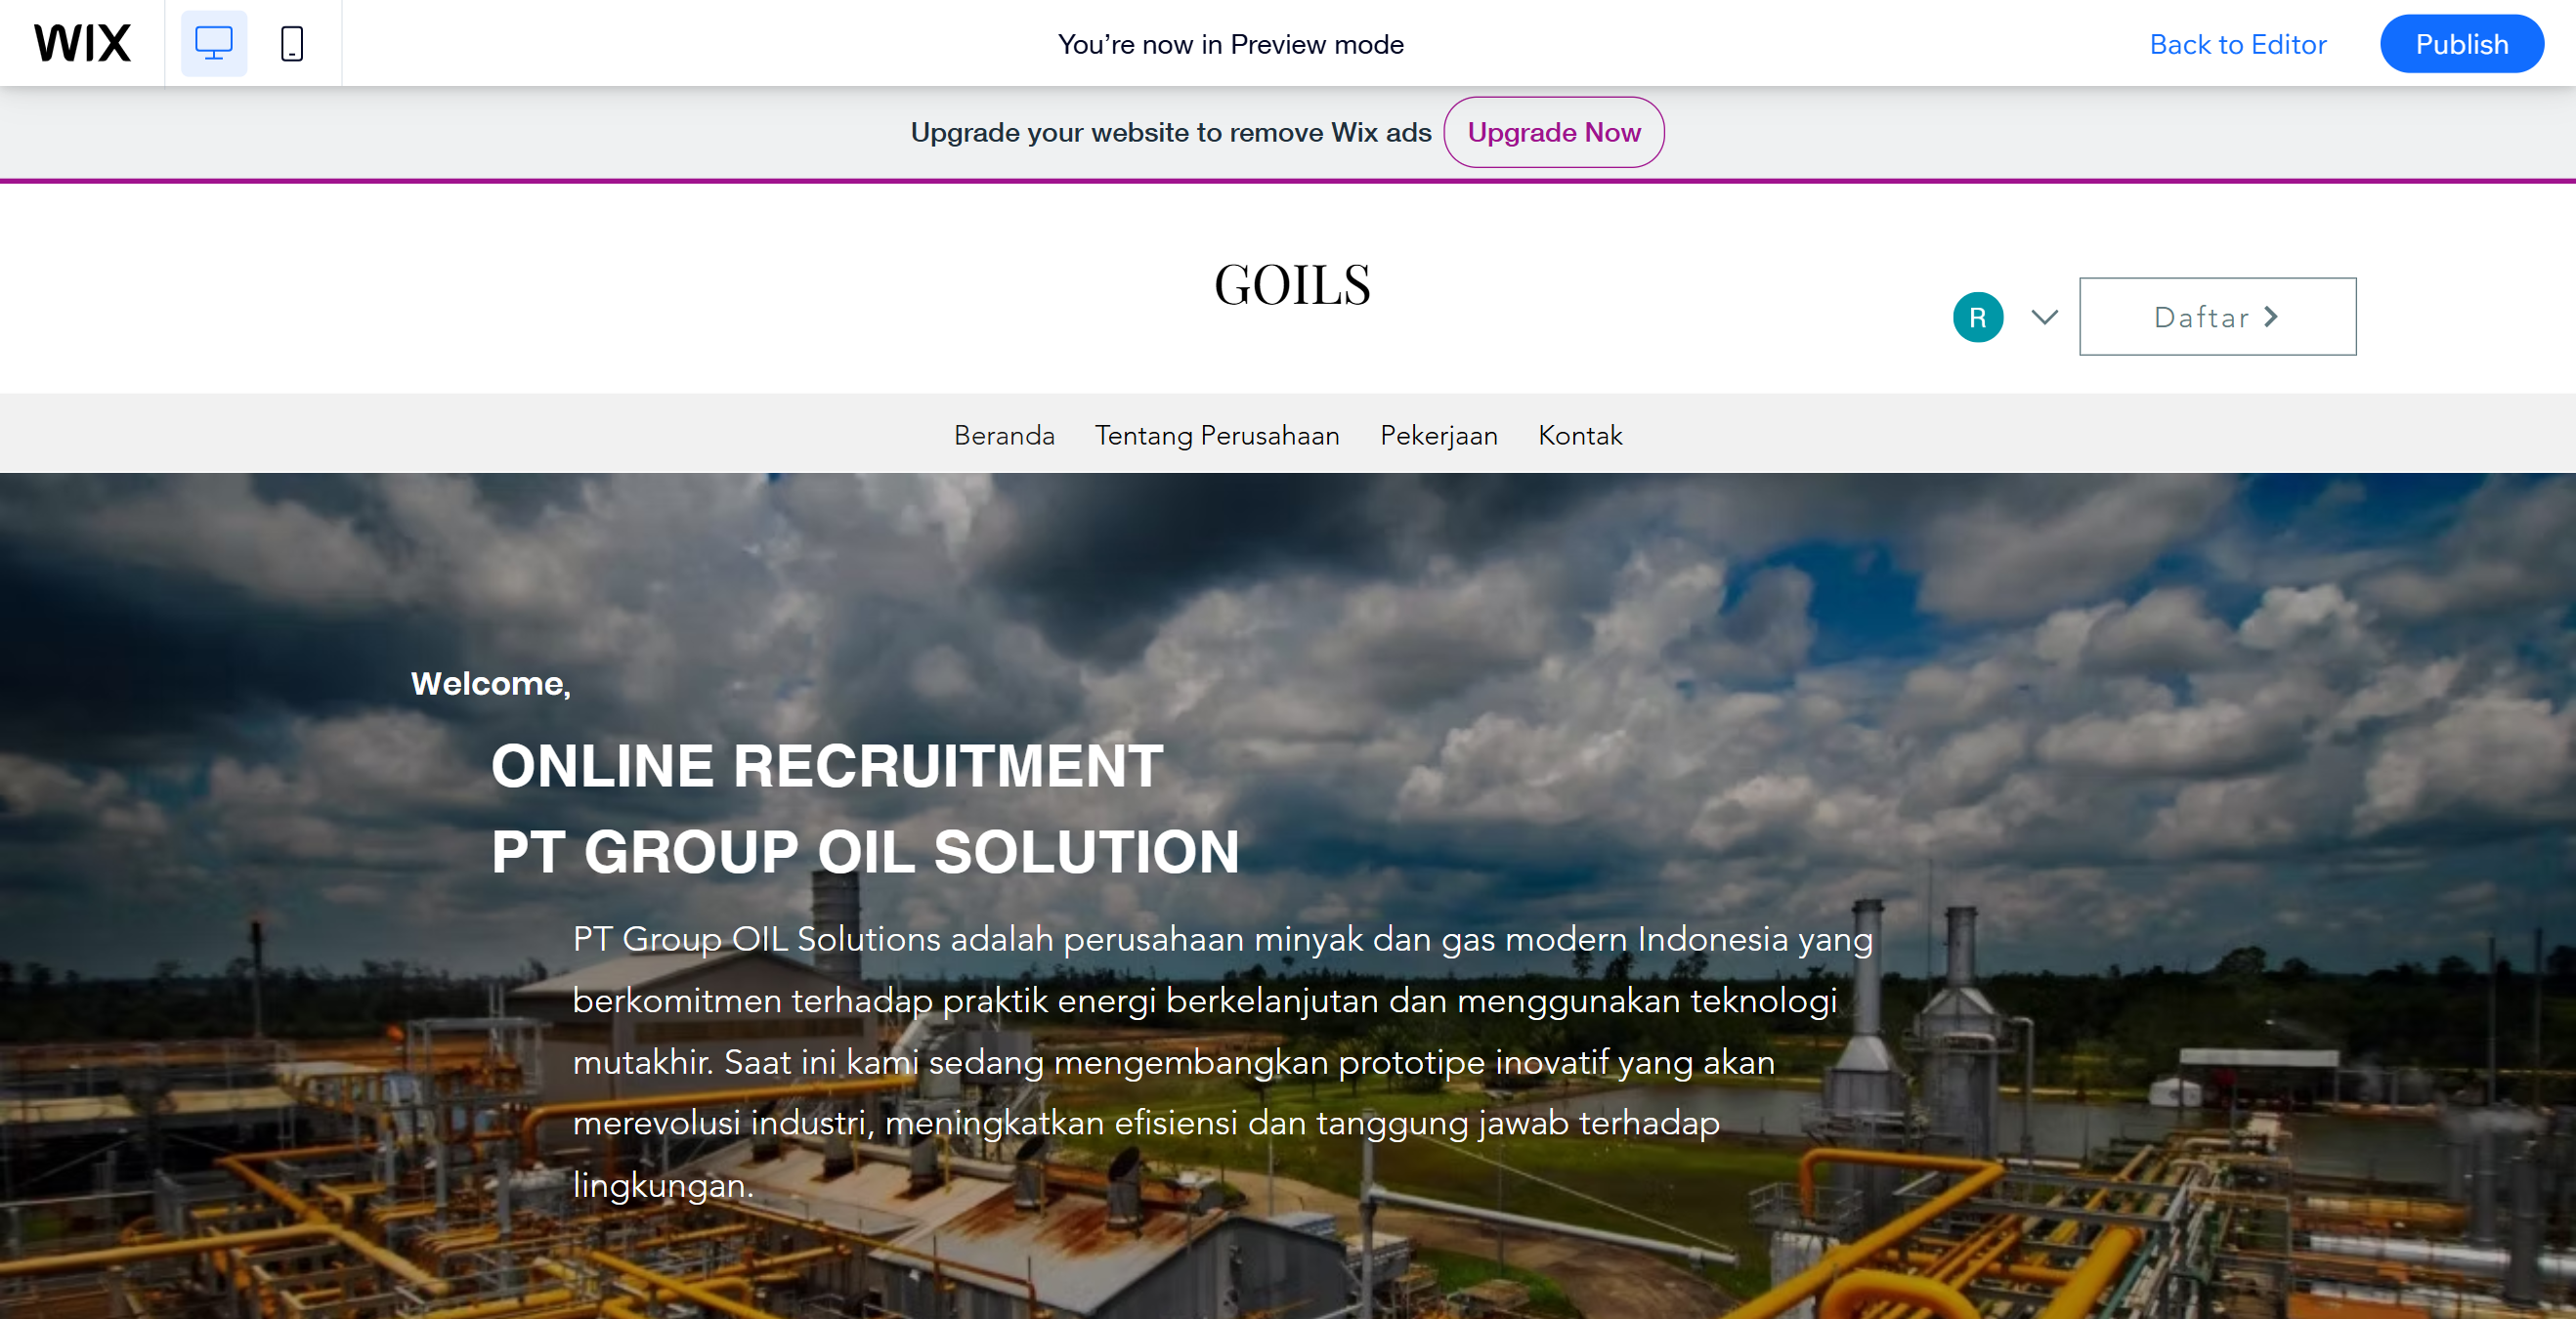 WIX
You're now in Preview mode
Back to Editor
Publish
Upgrade your website to remove Wix ads
Upgrade Now
GOILS
R
Daftar
Beranda
Tentang Perusahaan
Pekerjaan
Kontak
Welcome,
ONLINE RECRUITMENT
PT GROUP OIL SOLUTION
PT Group OIL Solutions adalah perusahaan minyak dan gas modern Indonesia yang
berkomitmen terhadap praktik energi berkelanjutan dan menggunakan teknologi
mutakhir. Saat ini kami sedang mengembangkan prototipe inovatif yang akan
merevolusi industri, meningkatkan efisiensi dan tanggung jawab terhadap
lingkungan.